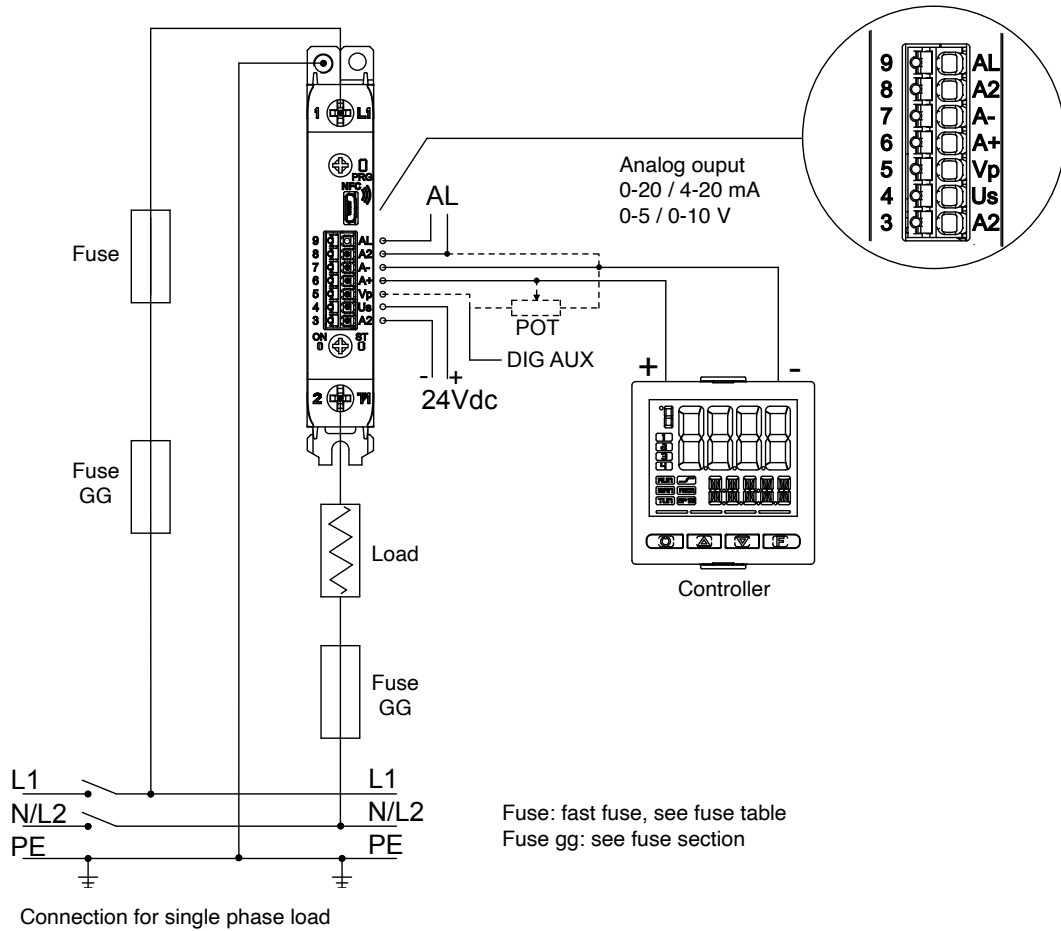 1 L1
PRG
NFC
9 AL
8 A2
7 A-
6 A+
5 Vp
4 Us
3 A2
ON ST
2 T1
9 AL
8 A2
7 A-
6 A+
5 Vp
4 Us
3 A2
Analog ouput
0-20 / 4-20 mA
0-5 / 0-10 V
AL
POT
DIG AUX
- +
24Vdc
+ -
Controller
Fuse
Fuse
GG
Load
Fuse
GG
L1 L1
N/L2 N/L2
PE PE
Fuse: fast fuse, see fuse table
Fuse gg: see fuse section
Connection for single phase load